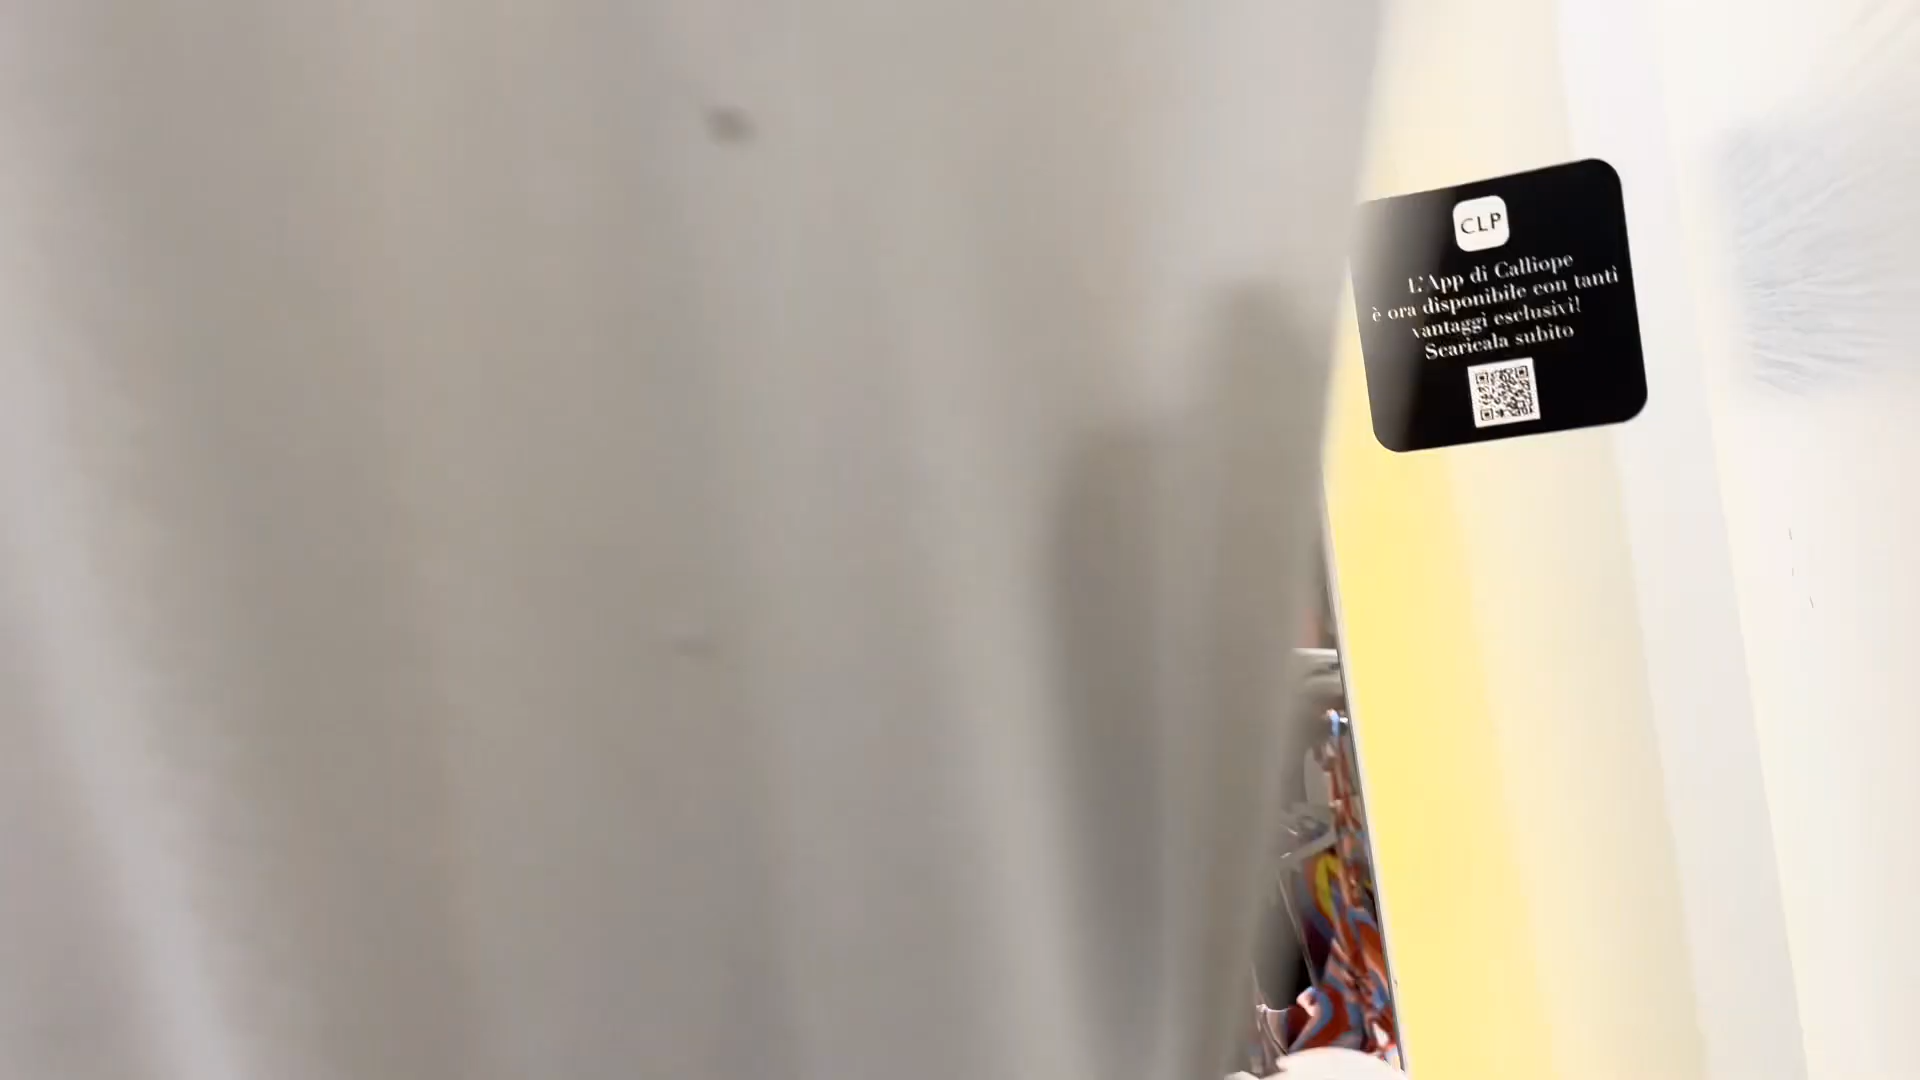 CLP
L'App di Calliope
è ora disponibile con tanti
vantaggi esclusivi!
Scaricala subito